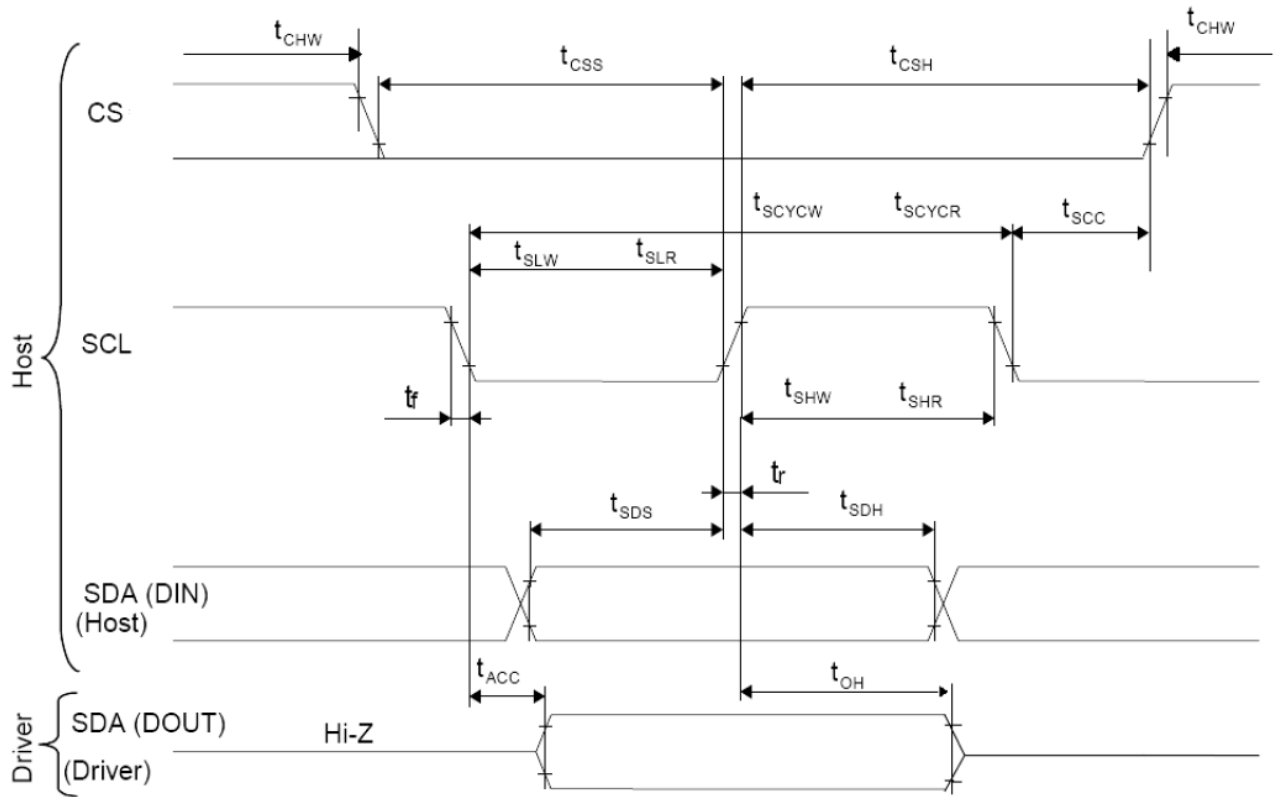 tCHW
tCHW
tCSS
tCSH
CS
tSCYCW
tSCYCR
tSCC
tSLW
tSLR
Host
SCL
tf
tSHW
tSHR
tr
tSDS
tSDH
SDA (DIN)
(Host)
tACC
tOH
Driver
SDA (DOUT)
Hi-Z
(Driver)